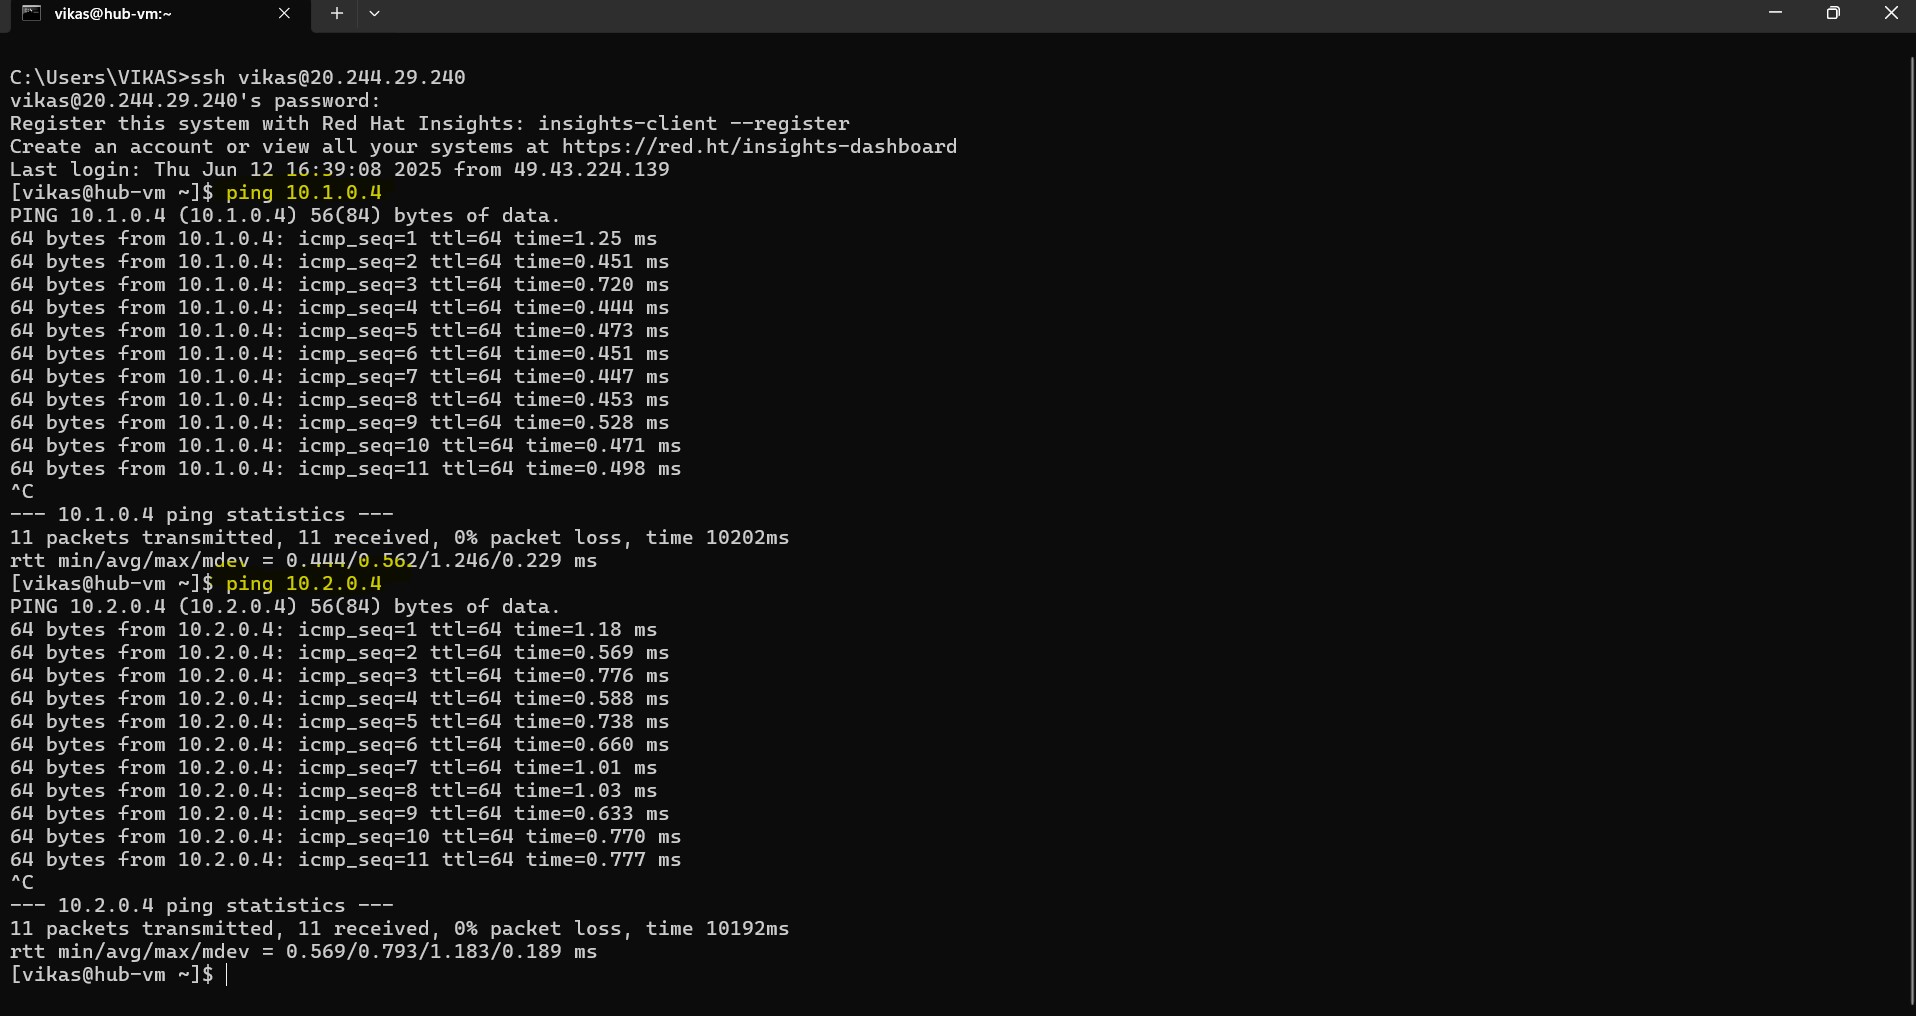 vikas@hub-vm:~
C:\Users\VIKAS>ssh vikas@20.244.29.240
vikas@20.244.29.240's password:
Register this system with Red Hat Insights: insights-client --register
Create an account or view all your systems at https://red.ht/insights-dashboard
Last login: Thu Jun 12 16:39:08 2025 from 49.43.224.139
[vikas@hub-vm ~]$ ping 10.1.0.4
PING 10.1.0.4 (10.1.0.4) 56(84) bytes of data.
64 bytes from 10.1.0.4: icmp_seq=1 ttl=64 time=1.25 ms
64 bytes from 10.1.0.4: icmp_seq=2 ttl=64 time=0.451 ms
64 bytes from 10.1.0.4: icmp_seq=3 ttl=64 time=0.720 ms
64 bytes from 10.1.0.4: icmp_seq=4 ttl=64 time=0.444 ms
64 bytes from 10.1.0.4: icmp_seq=5 ttl=64 time=0.473 ms
64 bytes from 10.1.0.4: icmp_seq=6 ttl=64 time=0.451 ms
64 bytes from 10.1.0.4: icmp_seq=7 ttl=64 time=0.447 ms
64 bytes from 10.1.0.4: icmp_seq=8 ttl=64 time=0.453 ms
64 bytes from 10.1.0.4: icmp_seq=9 ttl=64 time=0.528 ms
64 bytes from 10.1.0.4: icmp_seq=10 ttl=64 time=0.471 ms
64 bytes from 10.1.0.4: icmp_seq=11 ttl=64 time=0.498 ms
^C
--- 10.1.0.4 ping statistics ---
11 packets transmitted, 11 received, 0% packet loss, time 10202ms
rtt min/avg/max/mdev = 0.444/0.562/1.246/0.229 ms
[vikas@hub-vm ~]$ ping 10.2.0.4
PING 10.2.0.4 (10.2.0.4) 56(84) bytes of data.
64 bytes from 10.2.0.4: icmp_seq=1 ttl=64 time=1.18 ms
64 bytes from 10.2.0.4: icmp_seq=2 ttl=64 time=0.569 ms
64 bytes from 10.2.0.4: icmp_seq=3 ttl=64 time=0.776 ms
64 bytes from 10.2.0.4: icmp_seq=4 ttl=64 time=0.588 ms
64 bytes from 10.2.0.4: icmp_seq=5 ttl=64 time=0.738 ms
64 bytes from 10.2.0.4: icmp_seq=6 ttl=64 time=0.660 ms
64 bytes from 10.2.0.4: icmp_seq=7 ttl=64 time=1.01 ms
64 bytes from 10.2.0.4: icmp_seq=8 ttl=64 time=1.03 ms
64 bytes from 10.2.0.4: icmp_seq=9 ttl=64 time=0.633 ms
64 bytes from 10.2.0.4: icmp_seq=10 ttl=64 time=0.770 ms
64 bytes from 10.2.0.4: icmp_seq=11 ttl=64 time=0.777 ms
^C
--- 10.2.0.4 ping statistics ---
11 packets transmitted, 11 received, 0% packet loss, time 10192ms
rtt min/avg/max/mdev = 0.569/0.793/1.183/0.189 ms
[vikas@hub-vm ~]$